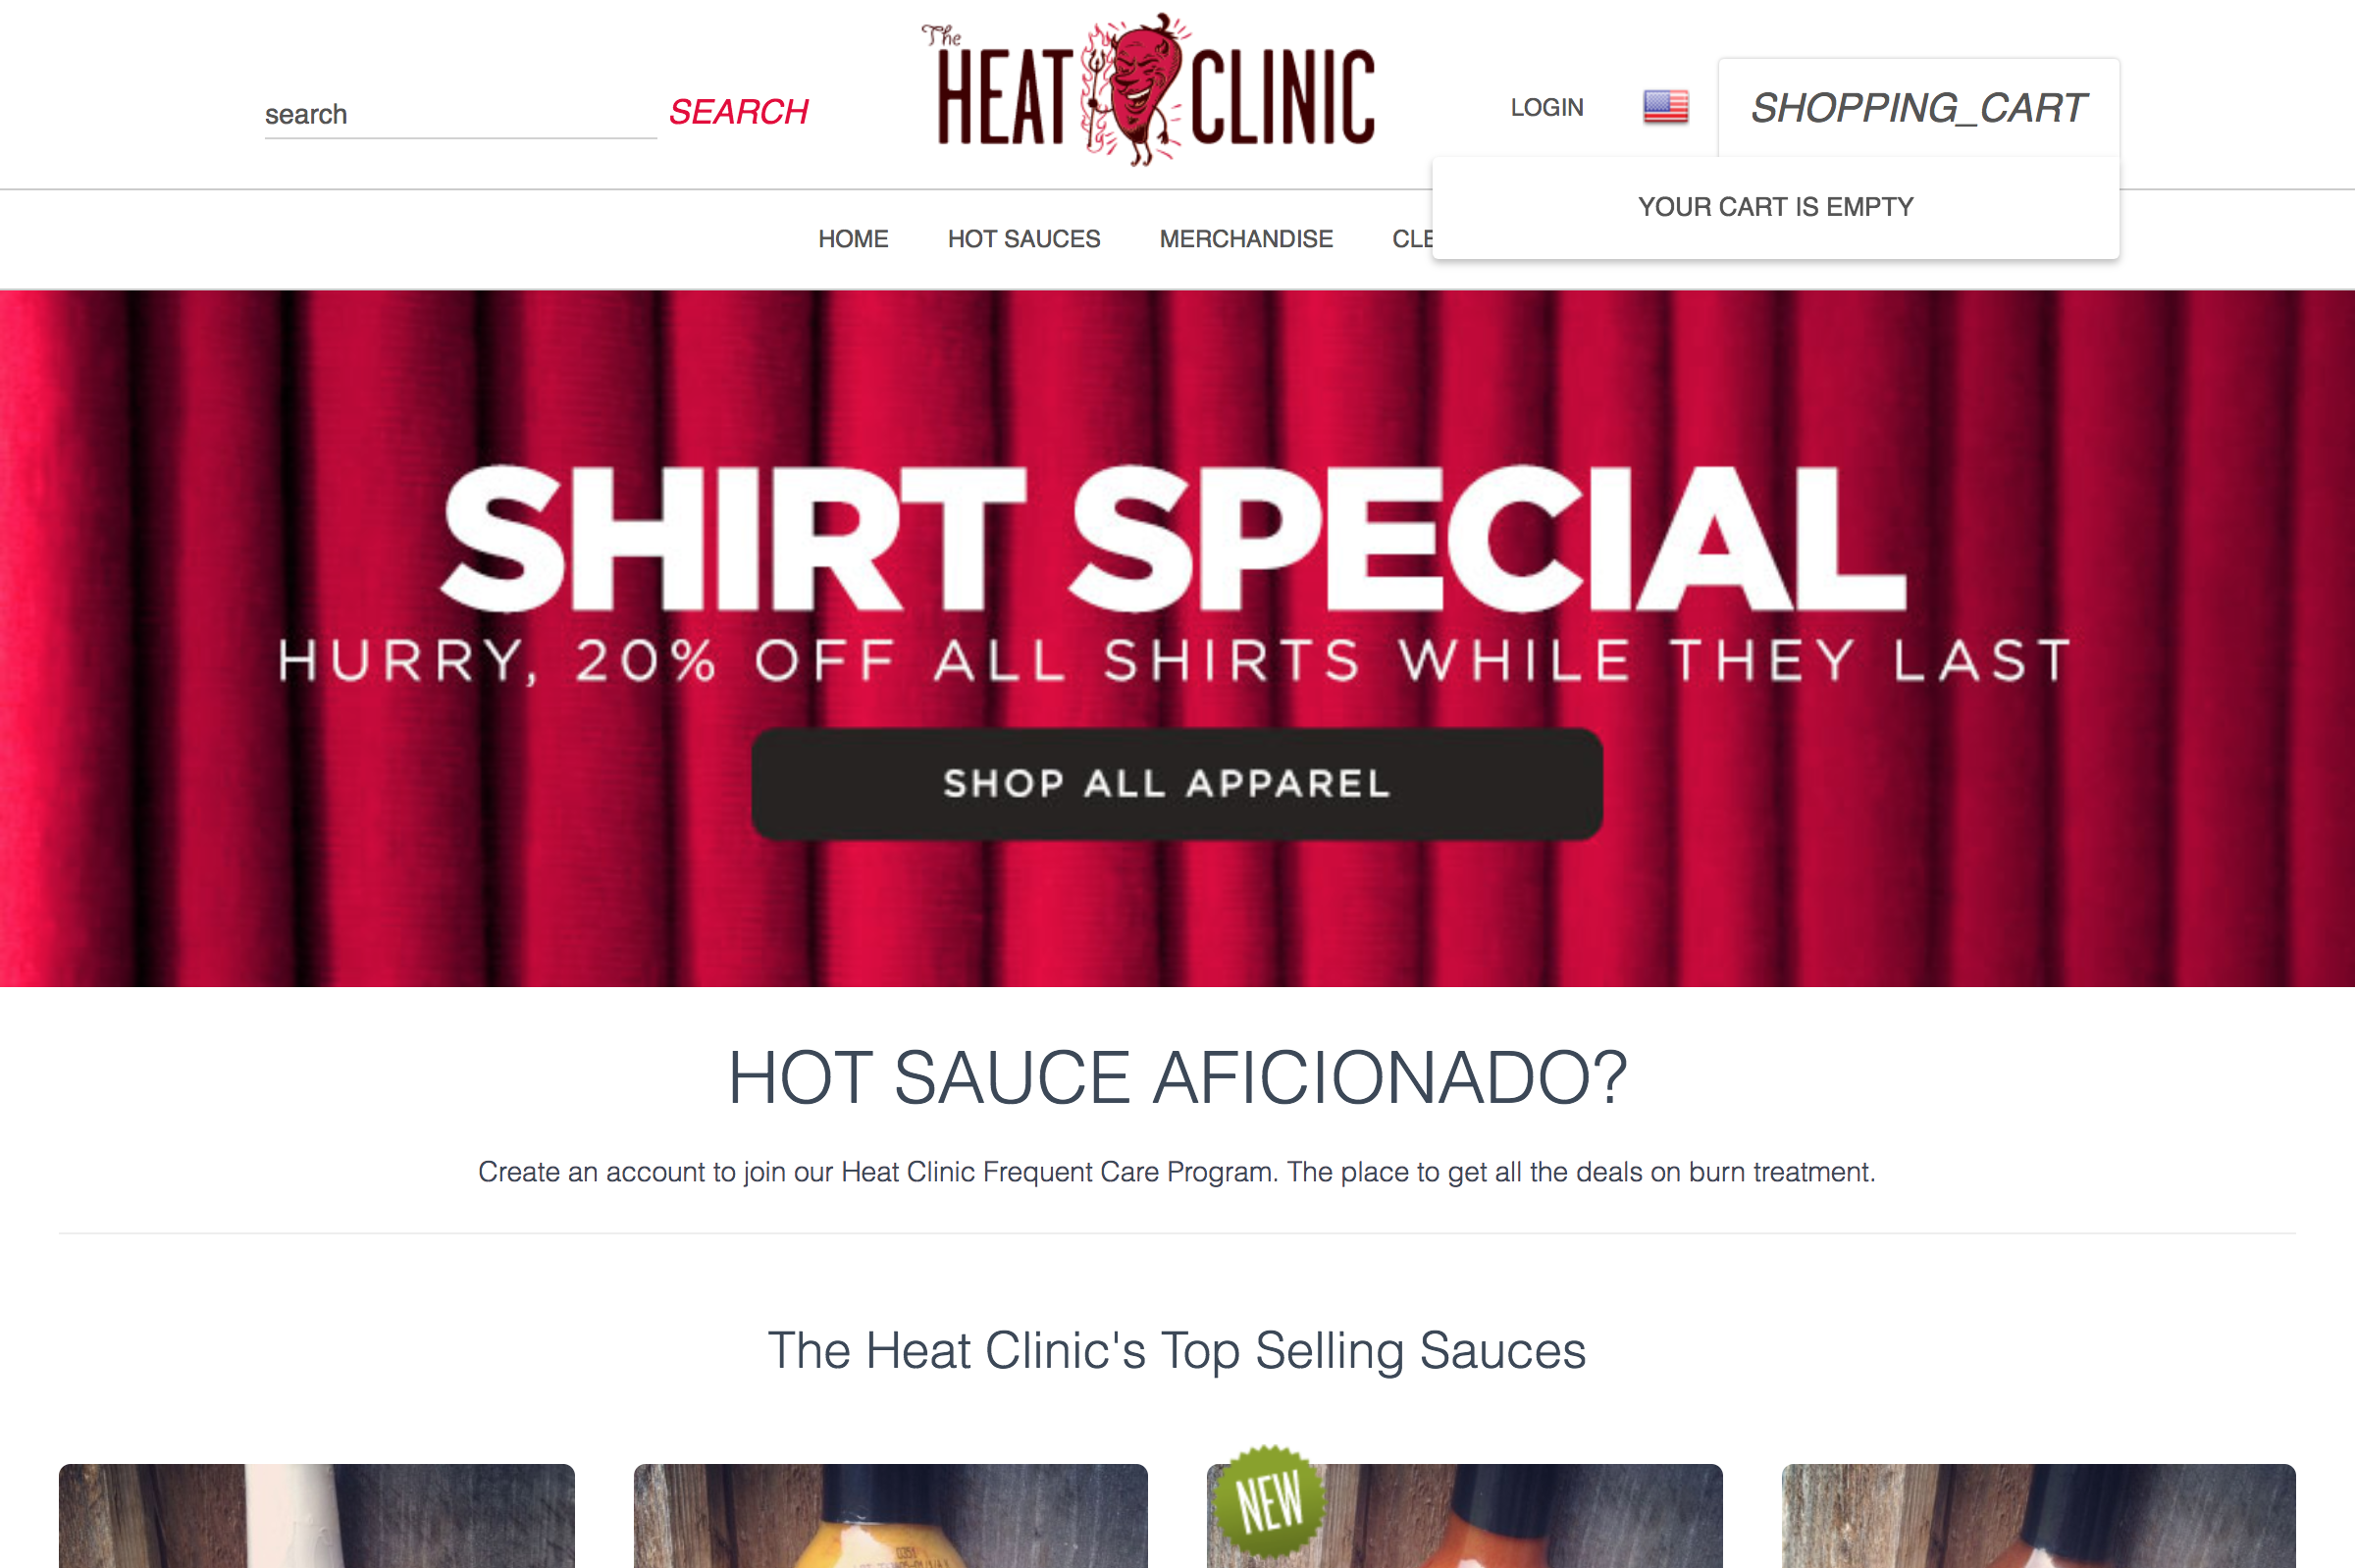 search
SEARCH
The
HEAT CLINIC
LOGIN
SHOPPING_CART
YOUR CART IS EMPTY
HOME
HOT SAUCES
MERCHANDISE
CLE
SHIRT SPECIAL
HURRY, 20% OFF ALL SHIRTS WHILE THEY LAST
SHOP ALL APPAREL
HOT SAUCE AFICIONADO?
Create an account to join our Heat Clinic Frequent Care Program. The place to get all the deals on burn treatment.
The Heat Clinic's Top Selling Sauces
NEW